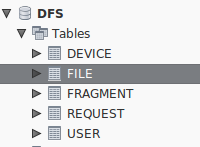 DFS
Tables
DEVICE
FILE
FRAGMENT
REQUEST
USER